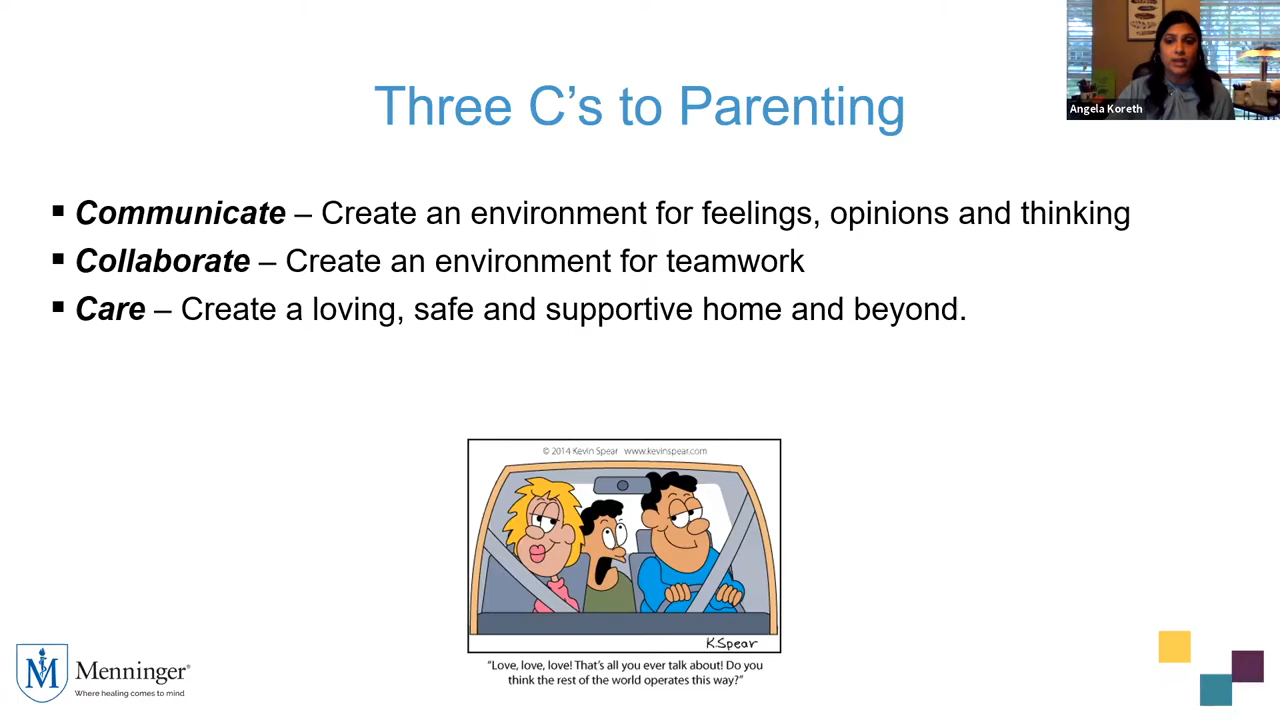 Three C's to Parenting
Angela Koreth
▪ Communicate – Create an environment for feelings, opinions and thinking
▪ Collaborate – Create an environment for teamwork
▪ Care – Create a loving, safe and supportive home and beyond.
© 2014 Kevin Spear www.kevinspear.com
K.Spear
“Love, love, love! That’s all you ever talk about! Do you
think the rest of the world operates this way?”
M
Menninger®
Where healing comes to mind